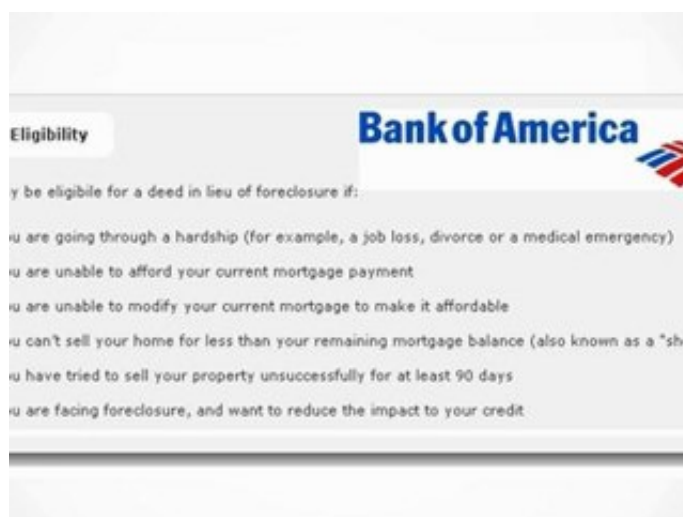 Eligibility
Bank of America
y be eligibile for a deed in lieu of foreclosure if:
u are going through a hardship (for example, a job loss, divorce or a medical emergency)
u are unable to afford your current mortgage payment
u are unable to modify your current mortgage to make it affordable
u can't sell your home for less than your remaining mortgage balance (also known as a "sh
u have tried to sell your property unsuccessfully for at least 90 days
u are facing foreclosure, and want to reduce the impact to your credit